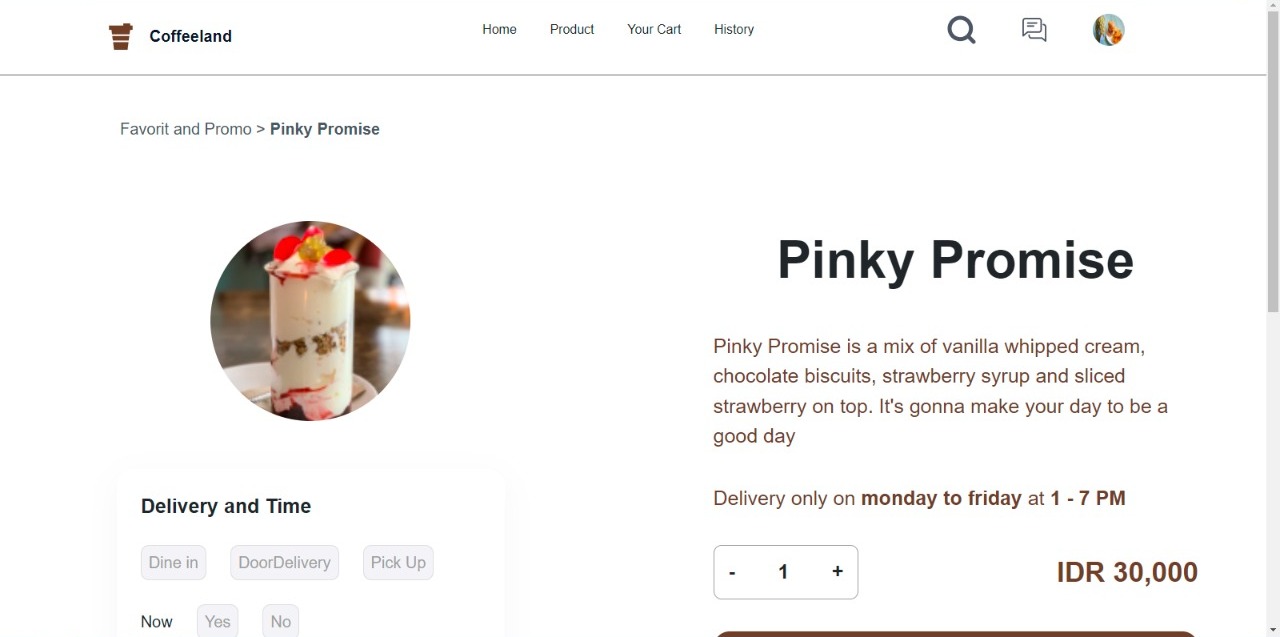 Coffeeland
Home
Product
Your Cart
History
Favorit and Promo > Pinky Promise
Pinky Promise
Pinky Promise is a mix of vanilla whipped cream,
chocolate biscuits, strawberry syrup and sliced
strawberry on top. It's gonna make your day to be a
good day
Delivery only on monday to friday at 1 - 7 PM
- 1 +
IDR 30,000
Delivery and Time
Dine in
DoorDelivery
Pick Up
Now
Yes
No